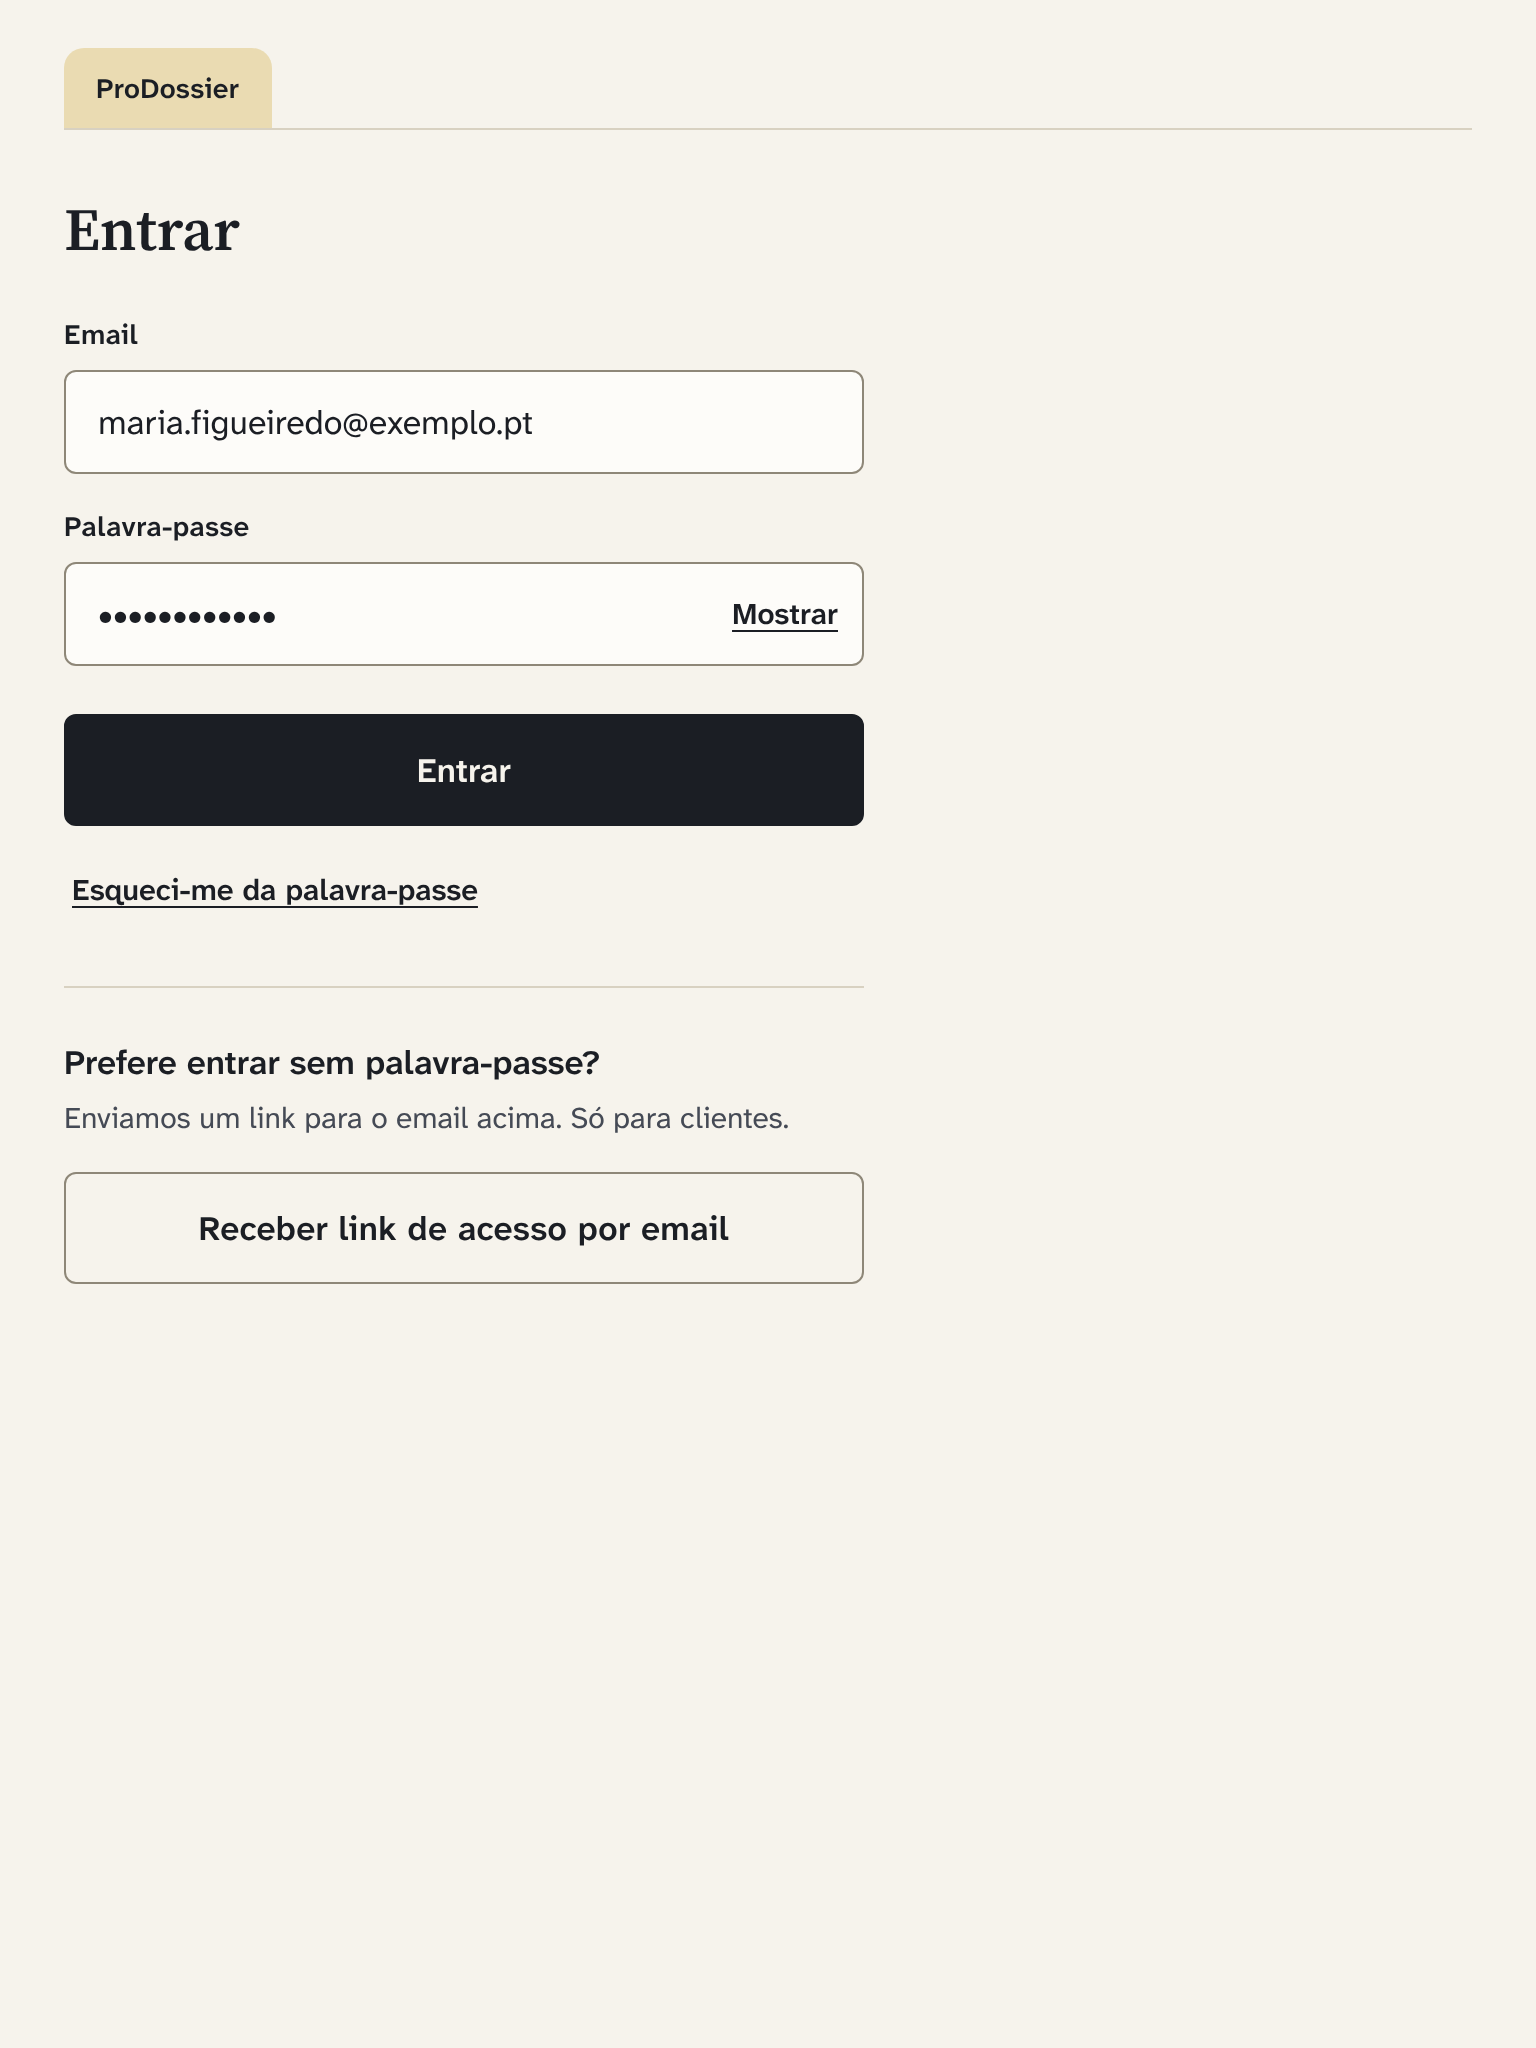 ProDossier
Entrar
Email
maria.figueiredo@exemplo.pt
Palavra-passe
••••••••••••
Mostrar
Entrar
Esqueci-me da palavra-passe
Prefere entrar sem palavra-passe?
Enviamos um link para o email acima. Só para clientes.
Receber link de acesso por email